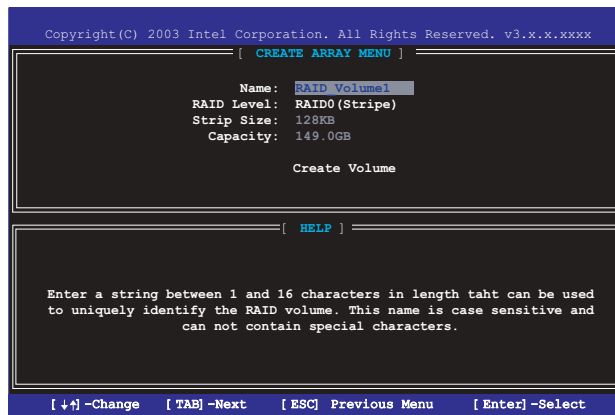 Copyright(C) 2003 Intel Corporation. All Rights Reserved. v3.x.x.xxxx
[ CREATE ARRAY MENU ]
Name: RAID Volume1
RAID Level: RAID0(Stripe)
Strip Size: 128KB
Capacity: 149.0GB
Create Volume
[ HELP ]
Enter a string between 1 and 16 characters in length taht can be used
to uniquely identify the RAID volume. This name is case sensitive and
can not contain special characters.
[↓↑]-Change [TAB]-Next [ESC] Previous Menu [Enter]-Select